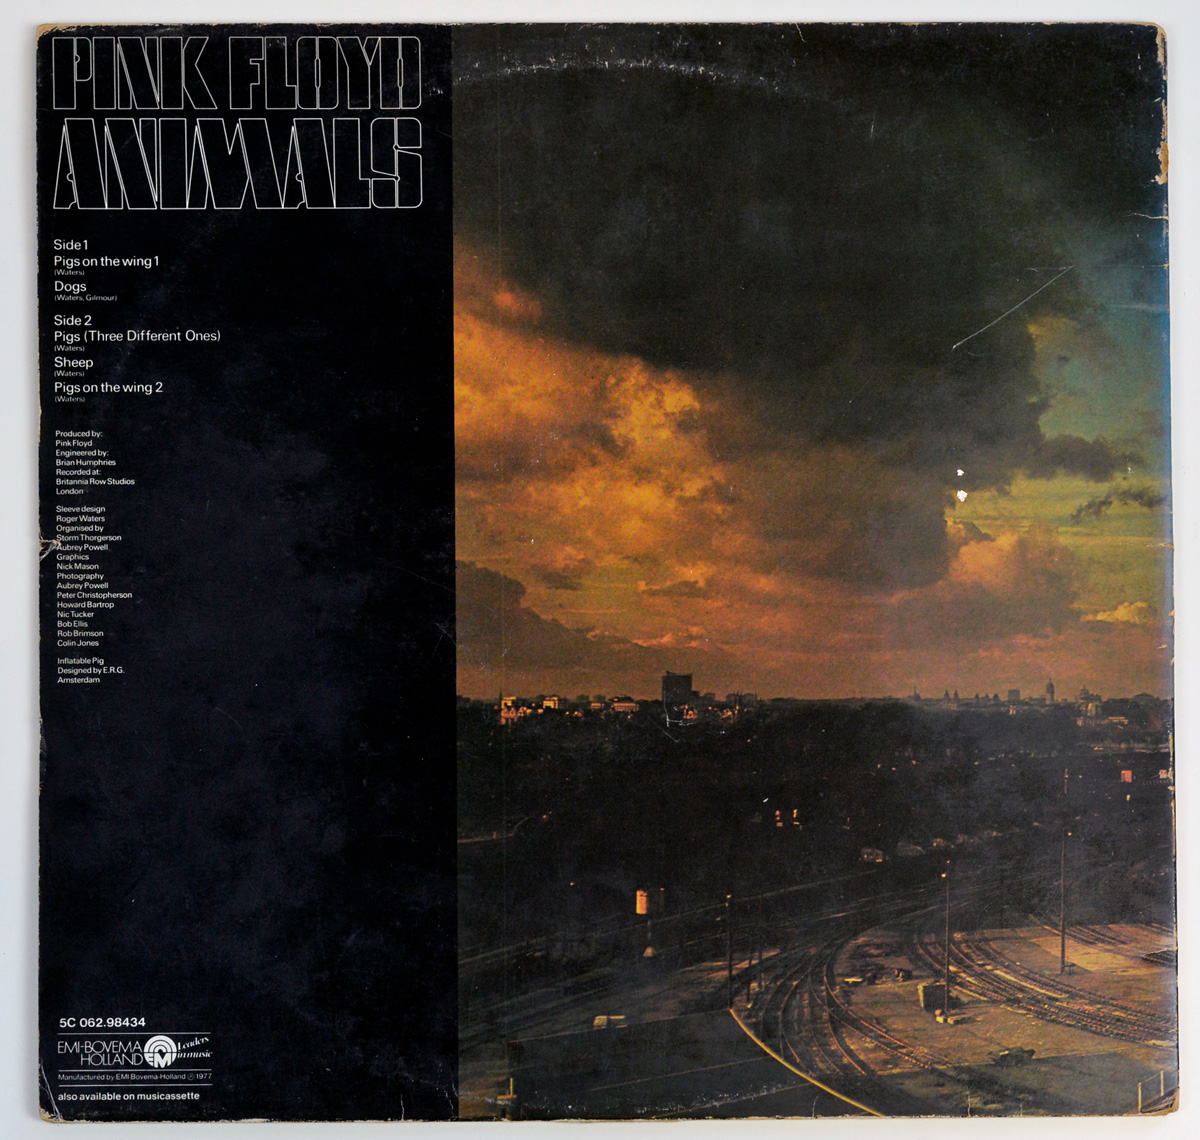 PINK FLOYD
ANIMALS
Side 1
Pigs on the wing 1
(Waters)
Dogs
(Waters, Gilmour)
Side 2
Pigs (Three Different Ones)
(Waters)
Sheep
(Waters)
Pigs on the wing 2
(Waters)
Produced by:
Pink Floyd
Engineered by:
Brian Humphries
Recorded at:
Britannia Row Studios
London
Sleeve design
Roger Waters
Organised by
Storm Thorgerson
Aubrey Powell
Graphics
Nick Mason
Photography
Aubrey Powell
Peter Christopherson
Howard Bartrop
Nic Tucker
Bob Ellis
Rob Brimson
Colin Jones
Inflatable Pig
Designed by E.R.G.
Amsterdam
5C 062.98434
EMI-BOVEMA
HOLLAND
Leaders
in music
Manufactured by EMI Bovema-Holland ℗ 1977
also available on musicassette